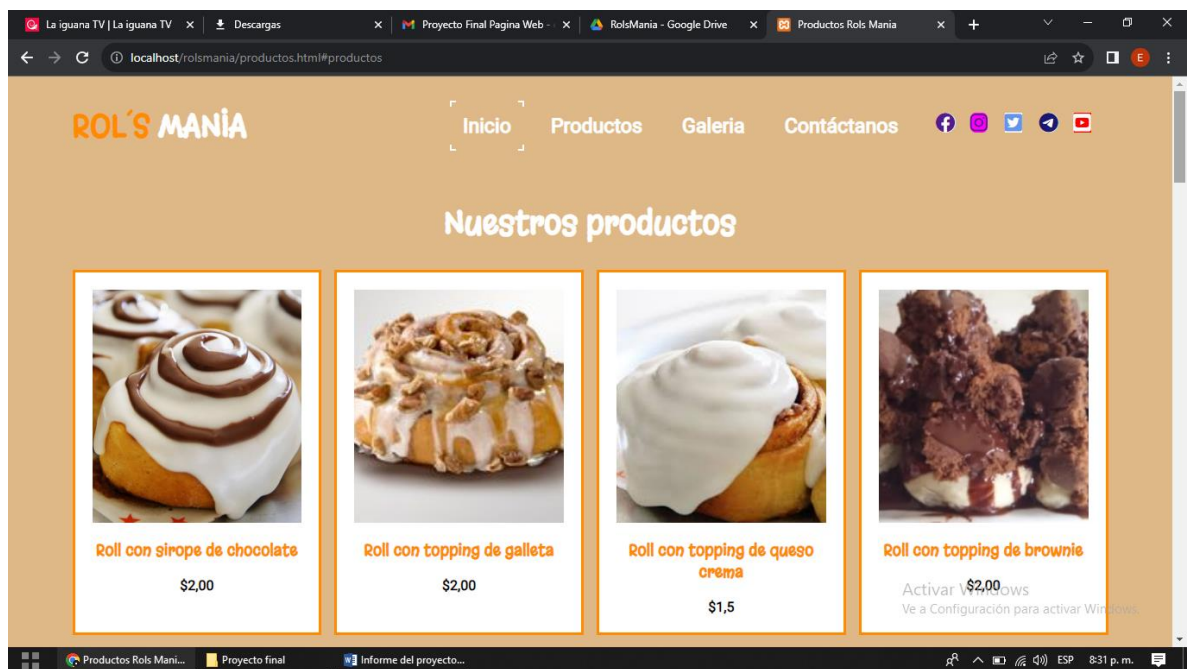 La iguana TV | La iguana TV
Descargas
Proyecto Final Pagina Web -
RolsMania - Google Drive
Productos Rols Mania
localhost/rolsmania/productos.html#productos
E
ROL´S MANÍA
Inicio Productos Galeria Contáctanos
Nuestros productos
Roll con sirope de chocolate
$2,00
Roll con topping de galleta
$2,00
Roll con topping de queso
crema
$1,5
Roll con topping de brownie
$2,00
Activar Windows
Ve a Configuración para activar Windows.
Productos Rols Mani... Proyecto final Informe del proyecto... ESP 8:31 p. m.